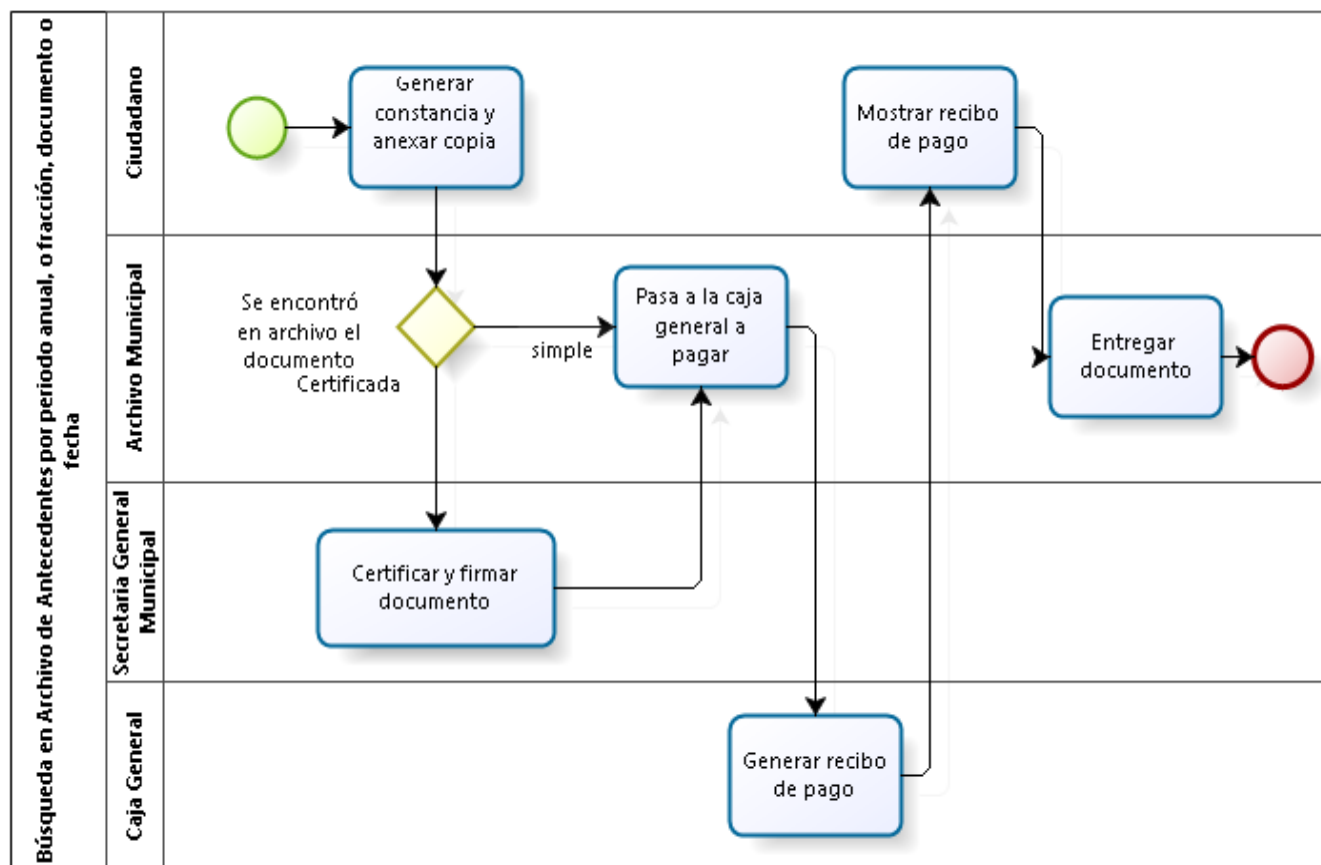 Búsqueda en Archivo de Antecedentes por periodo anual, o fracción, documento o
fecha
Ciudadano
Generar
constancia y
anexar copia
Mostrar recibo
de pago
Archivo Municipal
Se encontró
en archivo el
documento
Certificada
simple
Pasa a la caja
general a
pagar
Entregar
documento
Secretaria General
Municipal
Certificar y firmar
documento
Caja General
Generar recibo
de pago